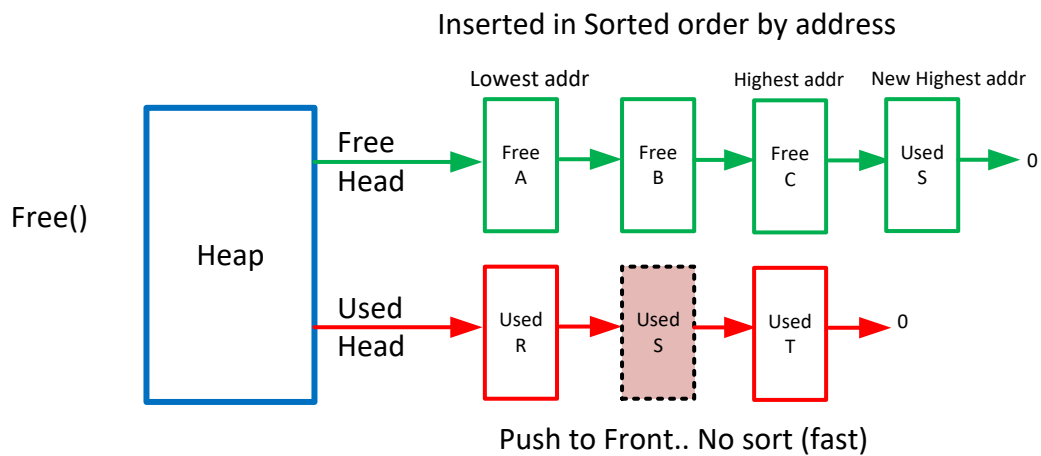 Inserted in Sorted order by address
Lowest addr
Highest addr
New Highest addr
Free
Head
Free
A
Free
B
Free
C
Used
S
0
Free()
Heap
Used
Head
Used
R
Used
S
Used
T
0
Push to Front.. No sort (fast)